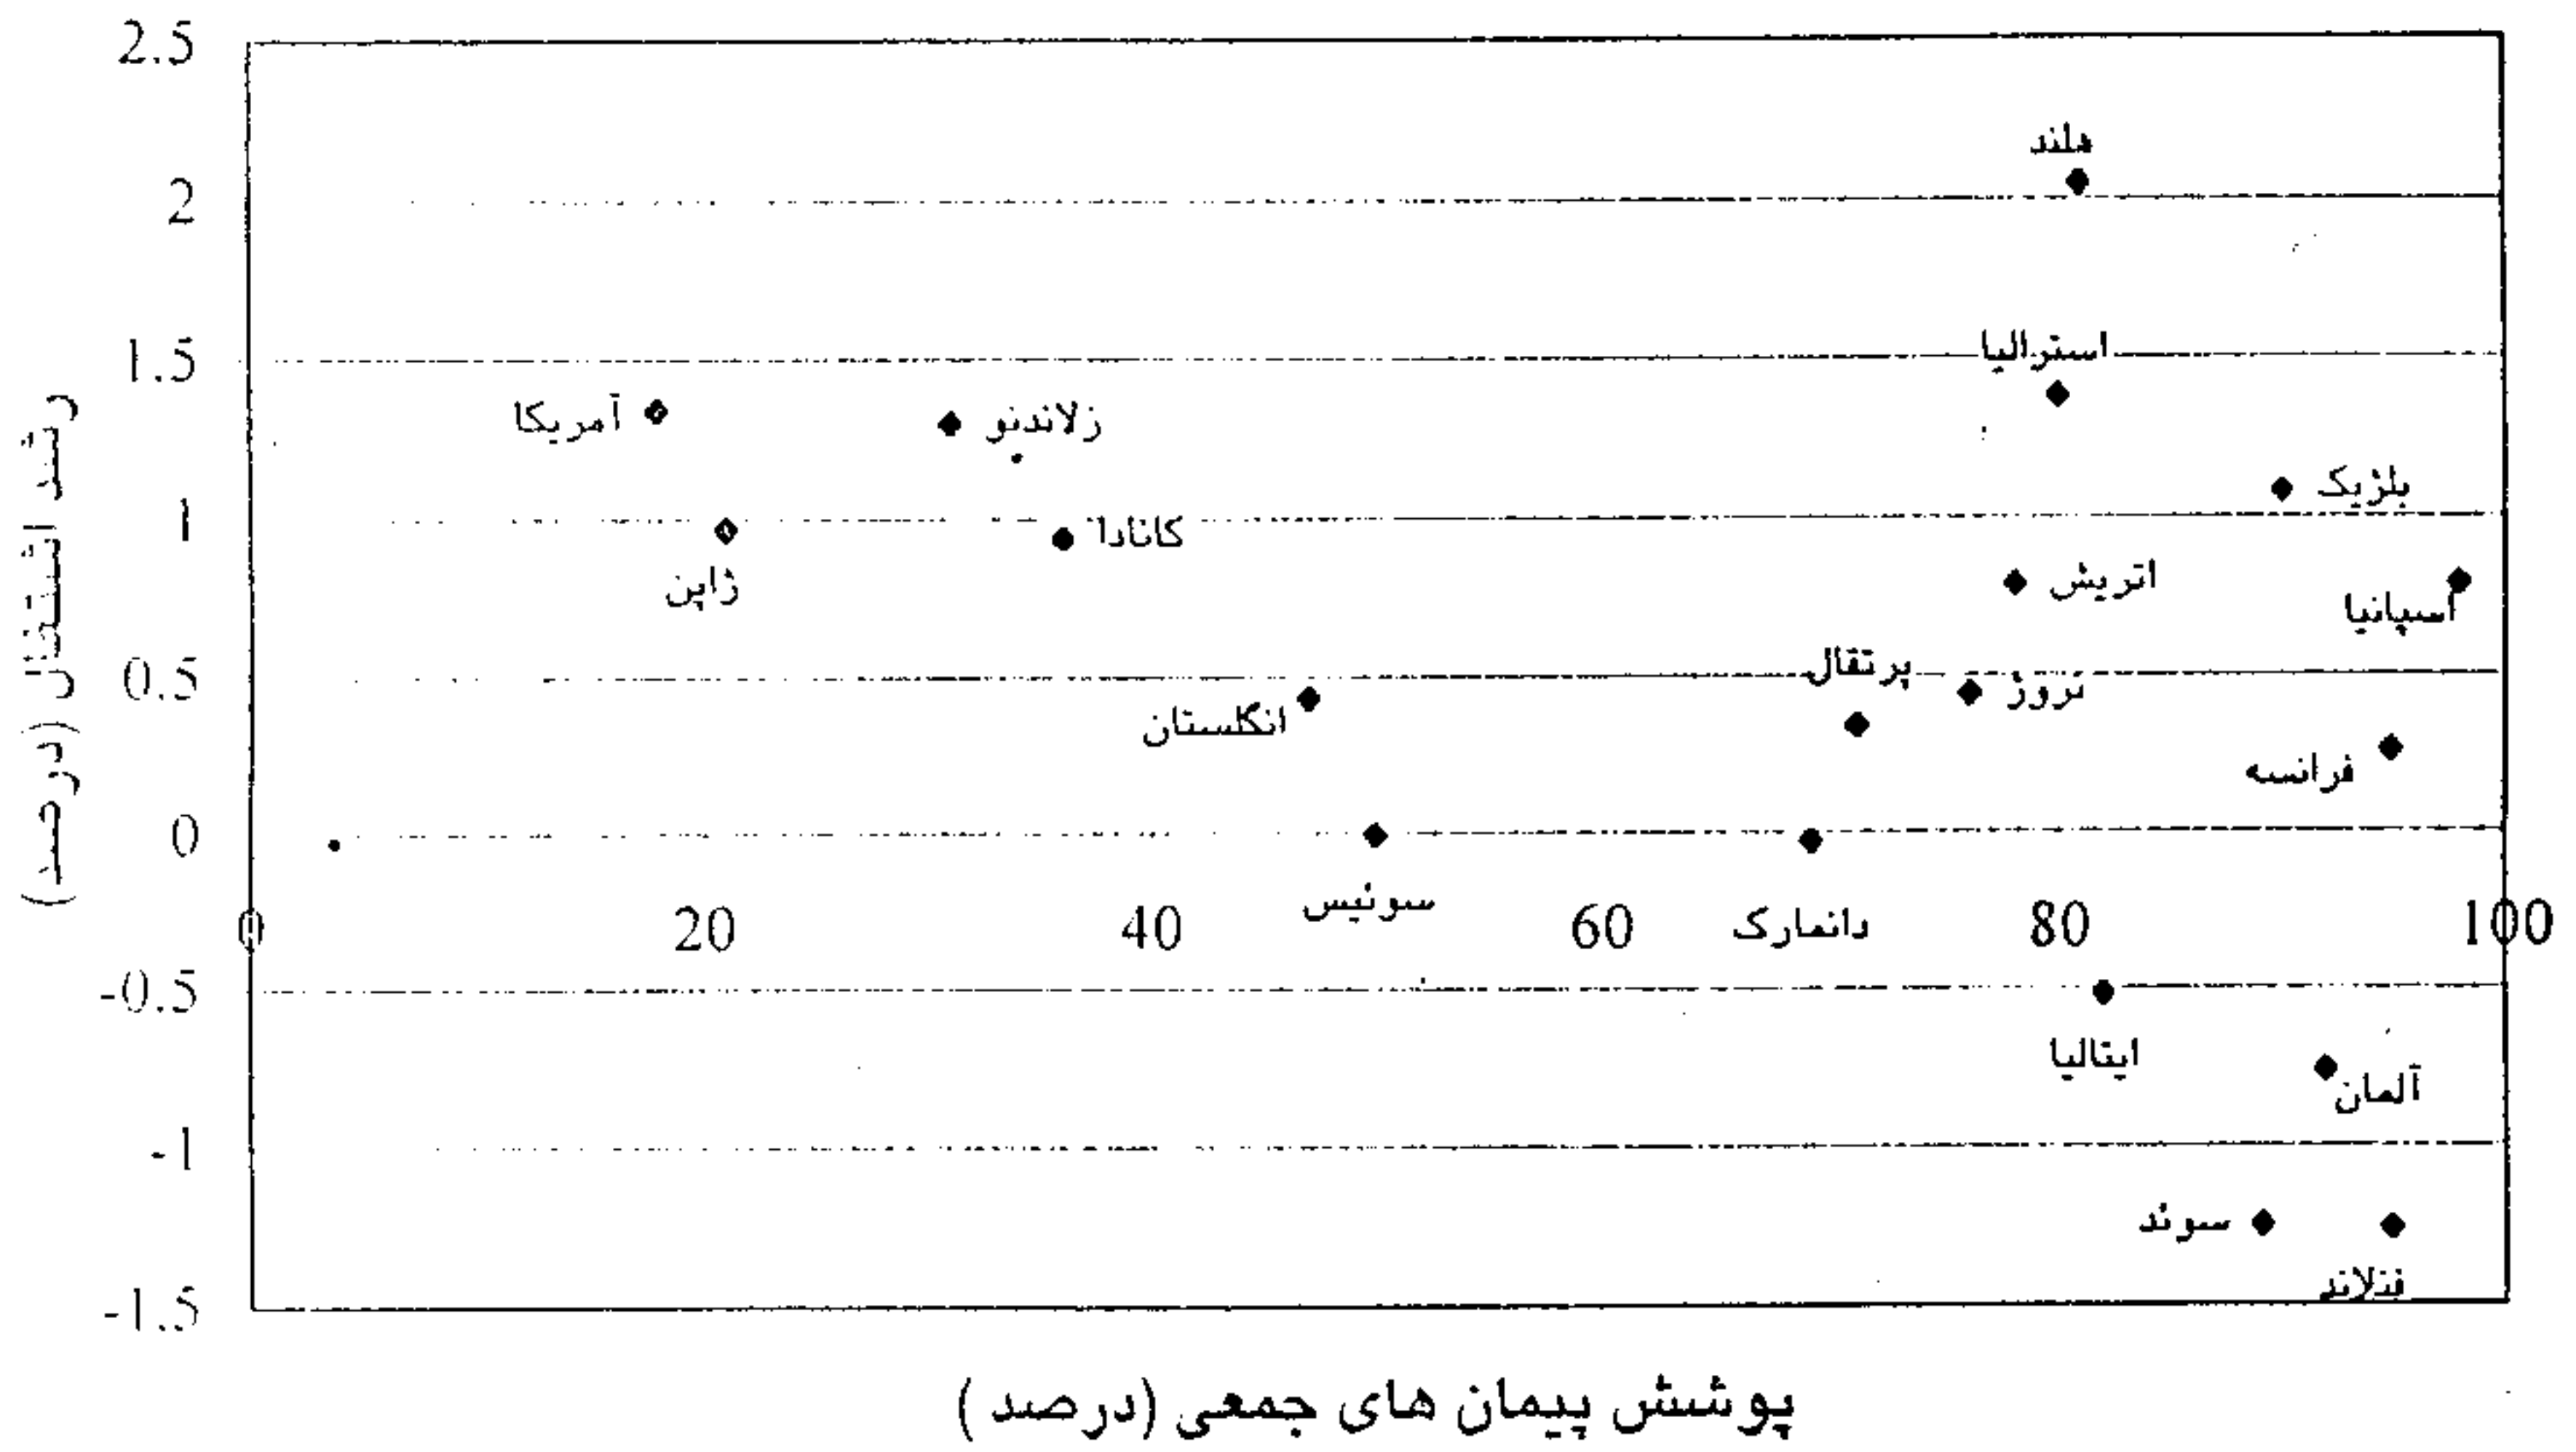 2.5
هلند
2
استرالیا
1.5
آمریکا
زلاندنو
بلژیک
1
کانادا
ژاپن
اتریش
اسپانیا
پرتقال
0.5
نروژ
انگلستان
فرانسه
0
سوئیس
دانمارک
0 20 40 60 80 100
-0.5
ایتالیا
آلمان
-1
سوئد
فنلاند
-1.5
رشد اشتغال (درصد)
پوشش پیمان های جمعی (درصد )